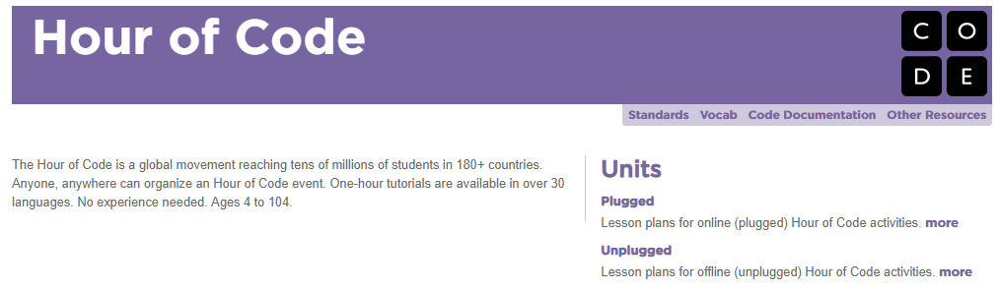 Hour of Code
C O
D E
Standards Vocab Code Documentation Other Resources
The Hour of Code is a global movement reaching tens of millions of students in 180+ countries.
Anyone, anywhere can organize an Hour of Code event. One-hour tutorials are available in over 30
languages. No experience needed. Ages 4 to 104.
Units
Plugged
Lesson plans for online (plugged) Hour of Code activities. more
Unplugged
Lesson plans for offline (unplugged) Hour of Code activities. more